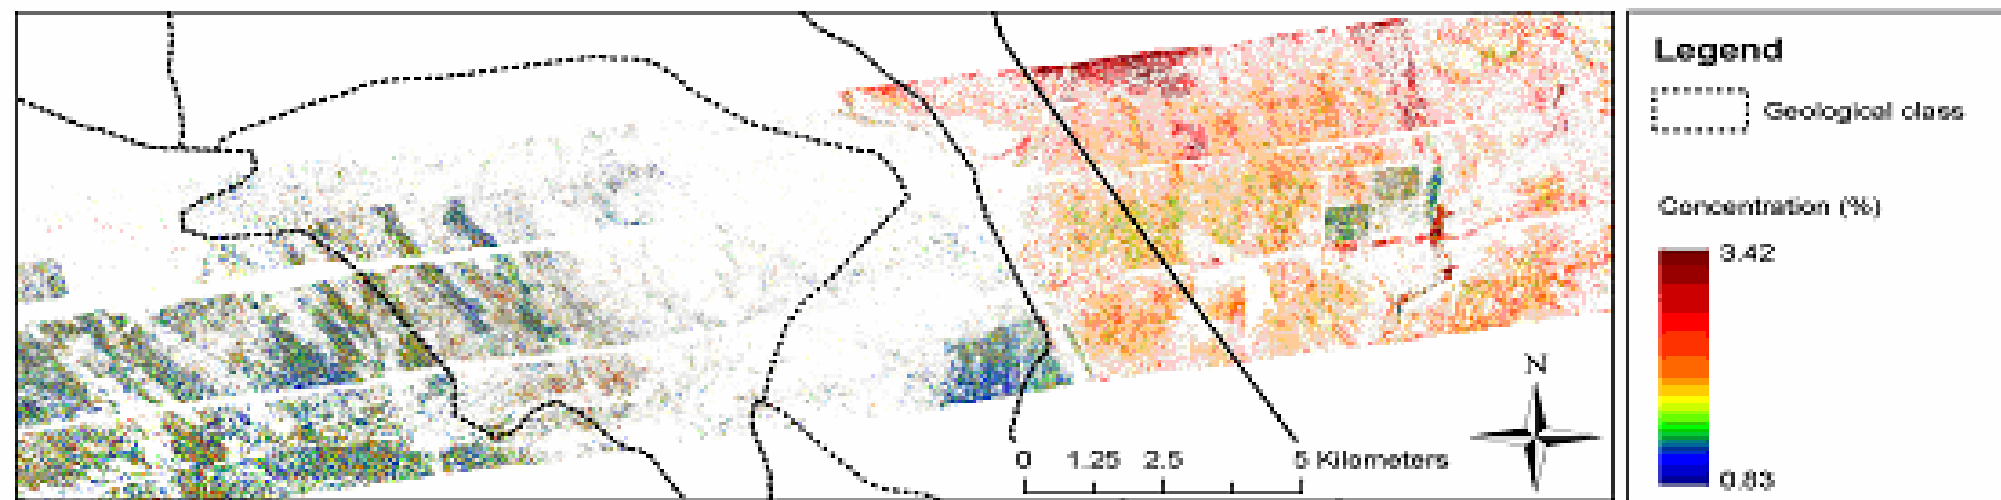 Legend
Geological class
Concentration (%)
3.42
0.83
N
0 1.25 2.5 5 Kilometers